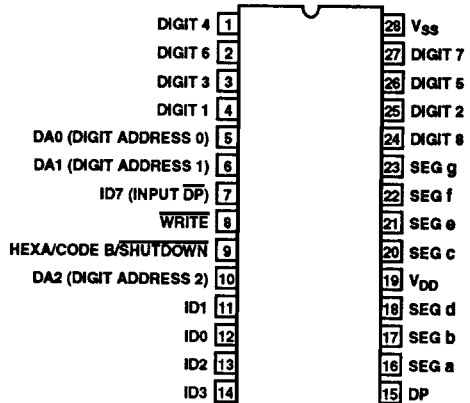 DIGIT 4 1
DIGIT 6 2
DIGIT 3 3
DIGIT 1 4
DA0 (DIGIT ADDRESS 0) 5
DA1 (DIGIT ADDRESS 1) 6
ID7 (INPUT D̅P̅) 7
W̅R̅I̅T̅E̅ 8
HEXA/CODE B/S̅H̅U̅T̅D̅O̅W̅N̅ 9
DA2 (DIGIT ADDRESS 2) 10
ID1 11
ID0 12
ID2 13
ID3 14
28 VSS
27 DIGIT 7
26 DIGIT 5
25 DIGIT 2
24 DIGIT 8
23 SEG g
22 SEG f
21 SEG e
20 SEG c
19 VDD
18 SEG d
17 SEG b
16 SEG a
15 DP